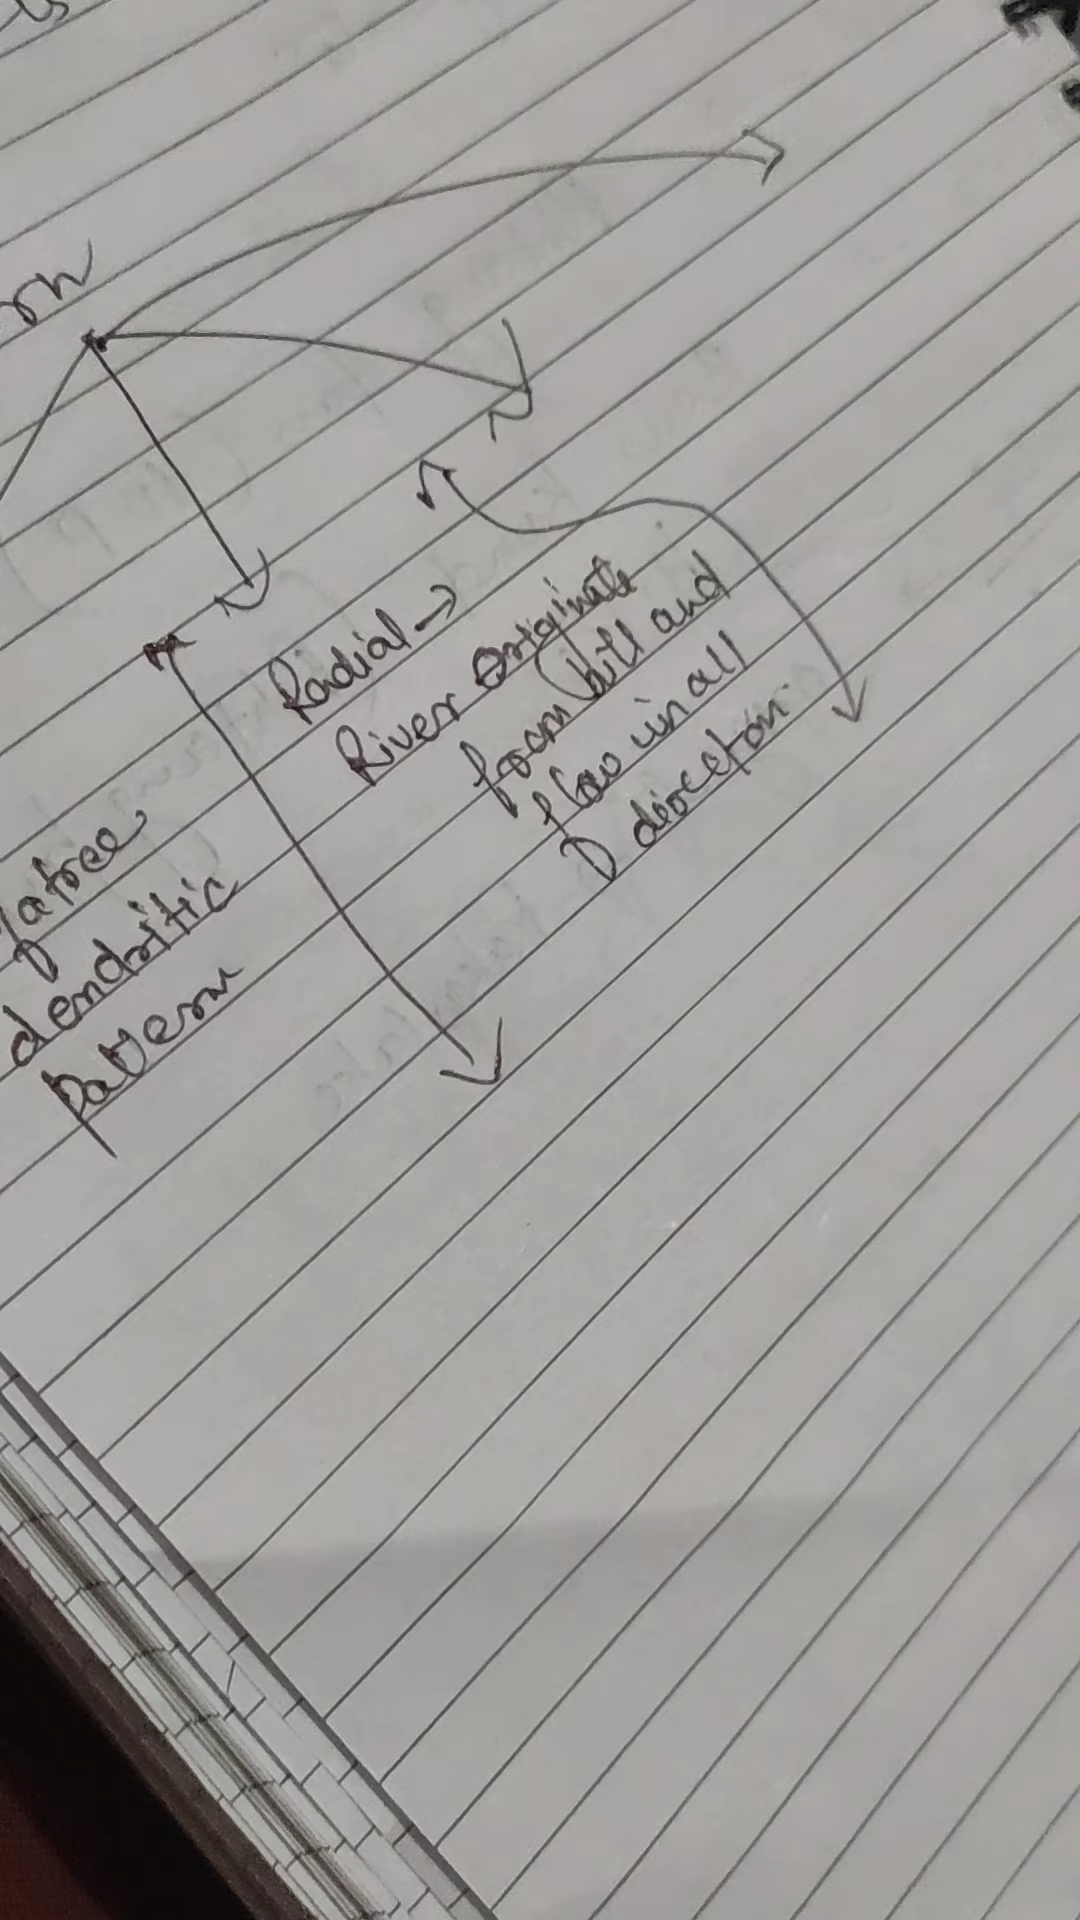 Radial →
River Originate
from hill and
flow in all
direction.
a tree
dendritic
Pattern